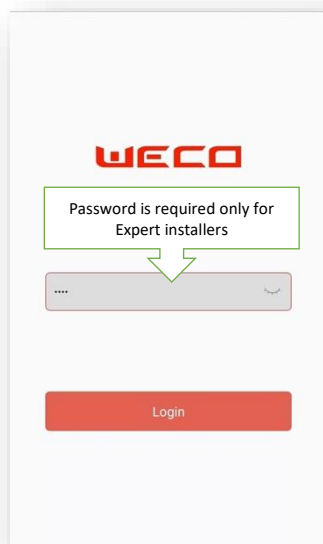 WECO
Password is required only for
Expert installers
....
Login